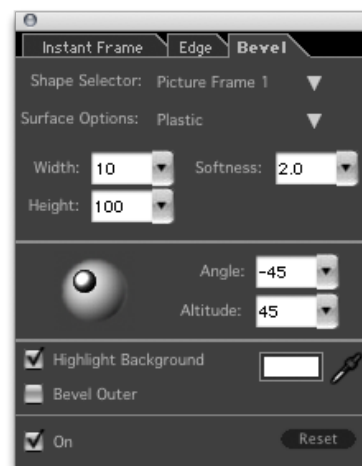 Instant Frame Edge Bevel
Shape Selector: Picture Frame 1
Surface Options: Plastic
Width: 10 Softness: 2.0
Height: 100
Angle: -45
Altitude: 45
Highlight Background
Bevel Outer
On Reset